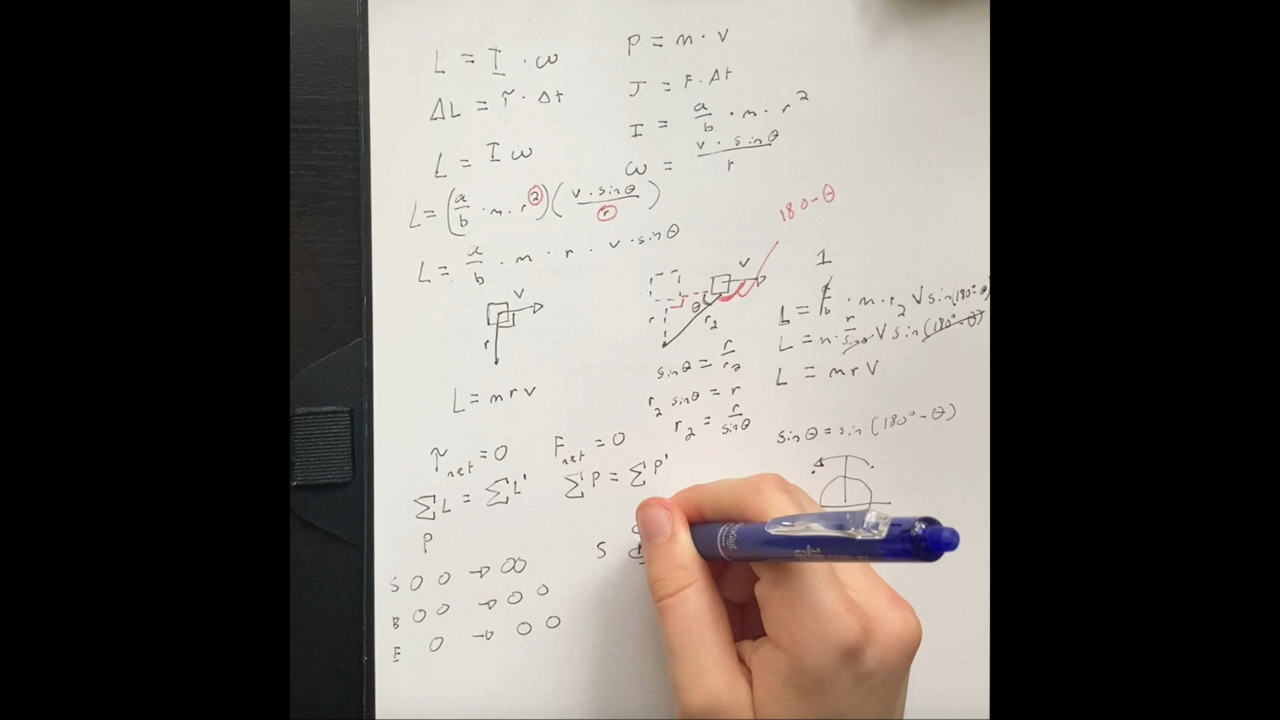 L = I · ω
P = m · v
ΔL = τ · Δt
J = F · Δt
I = a/b · m · r²
L = I ω
ω = v · sinθ / r
L = (a/b · m · r²)(v · sinθ / r)
180-θ
L = a/b · m · r · v · sinθ
v
r
v
θ
r
r₂
1
L = a/b · m · r₂ V sin(180°-θ)
L = m · r/sinθ V sin(180°-θ)
L = m r V
L = m r v
sinθ = r/r₂
r₂ sinθ = r
r₂ = r/sinθ
sinθ = sin(180°-θ)
τnet = 0
Fnet = 0
ΣL = ΣL'
ΣP = ΣP'
P
S O O → OO
B O O → O O
E O → O O
S